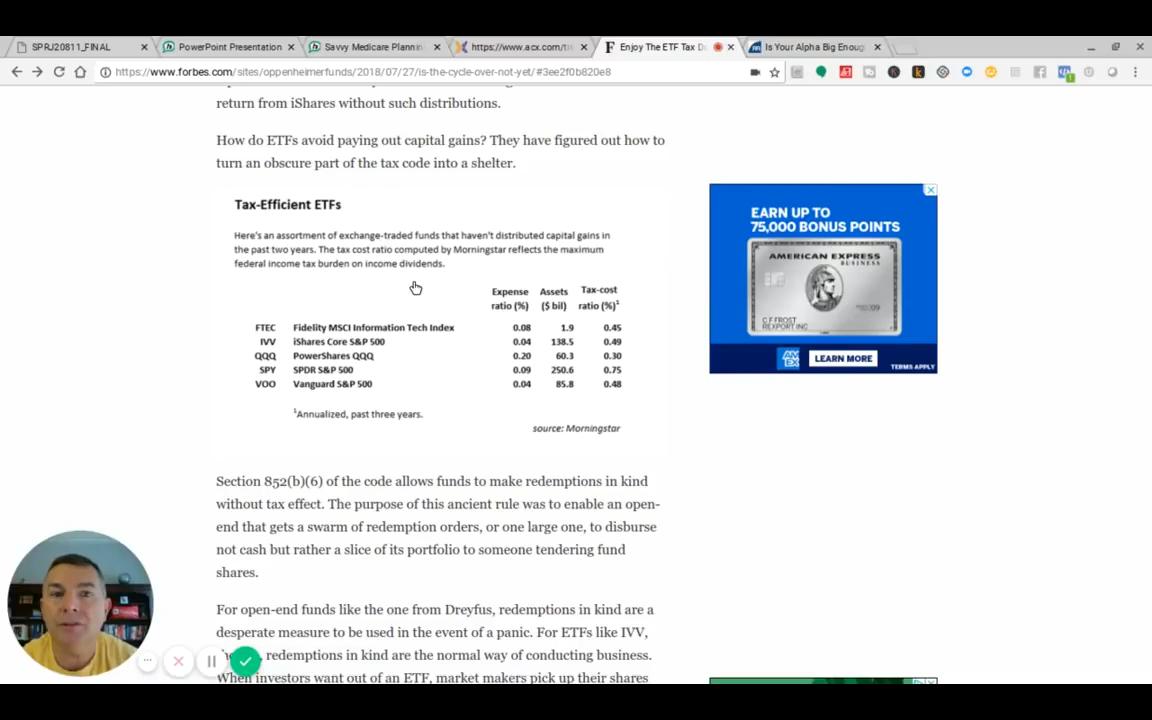 SPRJ20811_FINAL
PowerPoint Presentation
Savvy Medicare Plannin
https://www.acx.com/ti
Enjoy The ETF Tax D
Is Your Alpha Big Enoug
https://www.forbes.com/sites/oppenheimerfunds/2018/07/27/is-the-cycle-over-not-yet/#3ee2f0b820e8
return from iShares without such distributions.
How do ETFs avoid paying out capital gains? They have figured out how to
turn an obscure part of the tax code into a shelter.
Tax-Efficient ETFs
Here's an assortment of exchange-traded funds that haven't distributed capital gains in
the past two years. The tax cost ratio computed by Morningstar reflects the maximum
federal income tax burden on income dividends.
Expense Assets Tax-cost
ratio (%) ($ bil) ratio (%)¹
FTEC Fidelity MSCI Information Tech Index 0.08 1.9 0.45
IVV iShares Core S&P 500 0.04 138.5 0.49
QQQ PowerShares QQQ 0.20 60.3 0.30
SPY SPDR S&P 500 0.09 250.6 0.75
VOO Vanguard S&P 500 0.04 85.8 0.48
¹Annualized, past three years.
source: Morningstar
EARN UP TO
75,000 BONUS POINTS
AMERICAN EXPRESS
BUSINESS
C F FROST
REXPORT INC
LEARN MORE
TERMS APPLY
Section 852(b)(6) of the code allows funds to make redemptions in kind
without tax effect. The purpose of this ancient rule was to enable an open-
end that gets a swarm of redemption orders, or one large one, to disburse
not cash but rather a slice of its portfolio to someone tendering fund
shares.
For open-end funds like the one from Dreyfus, redemptions in kind are a
desperate measure to be used in the event of a panic. For ETFs like IVV,
redemptions in kind are the normal way of conducting business.
When investors want out of an ETF, market makers pick up their shares